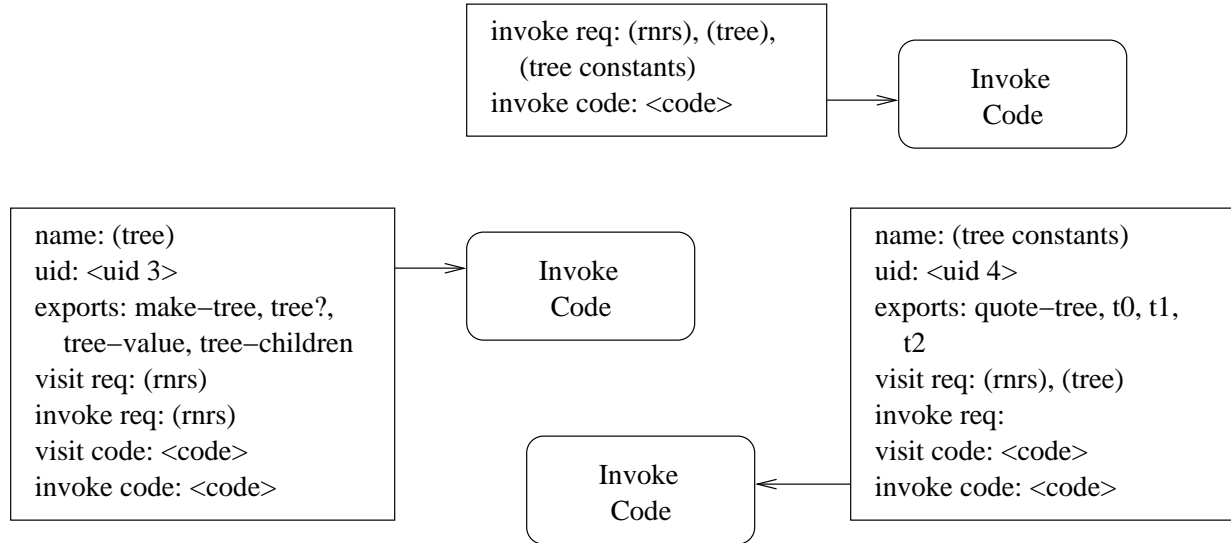 invoke req: (rnrs), (tree),
(tree constants)
invoke code: <code>
Invoke
Code
name: (tree)
uid: <uid 3>
exports: make−tree, tree?,
tree−value, tree−children
visit req: (rnrs)
invoke req: (rnrs)
visit code: <code>
invoke code: <code>
Invoke
Code
name: (tree constants)
uid: <uid 4>
exports: quote−tree, t0, t1,
t2
visit req: (rnrs), (tree)
invoke req:
visit code: <code>
invoke code: <code>
Invoke
Code